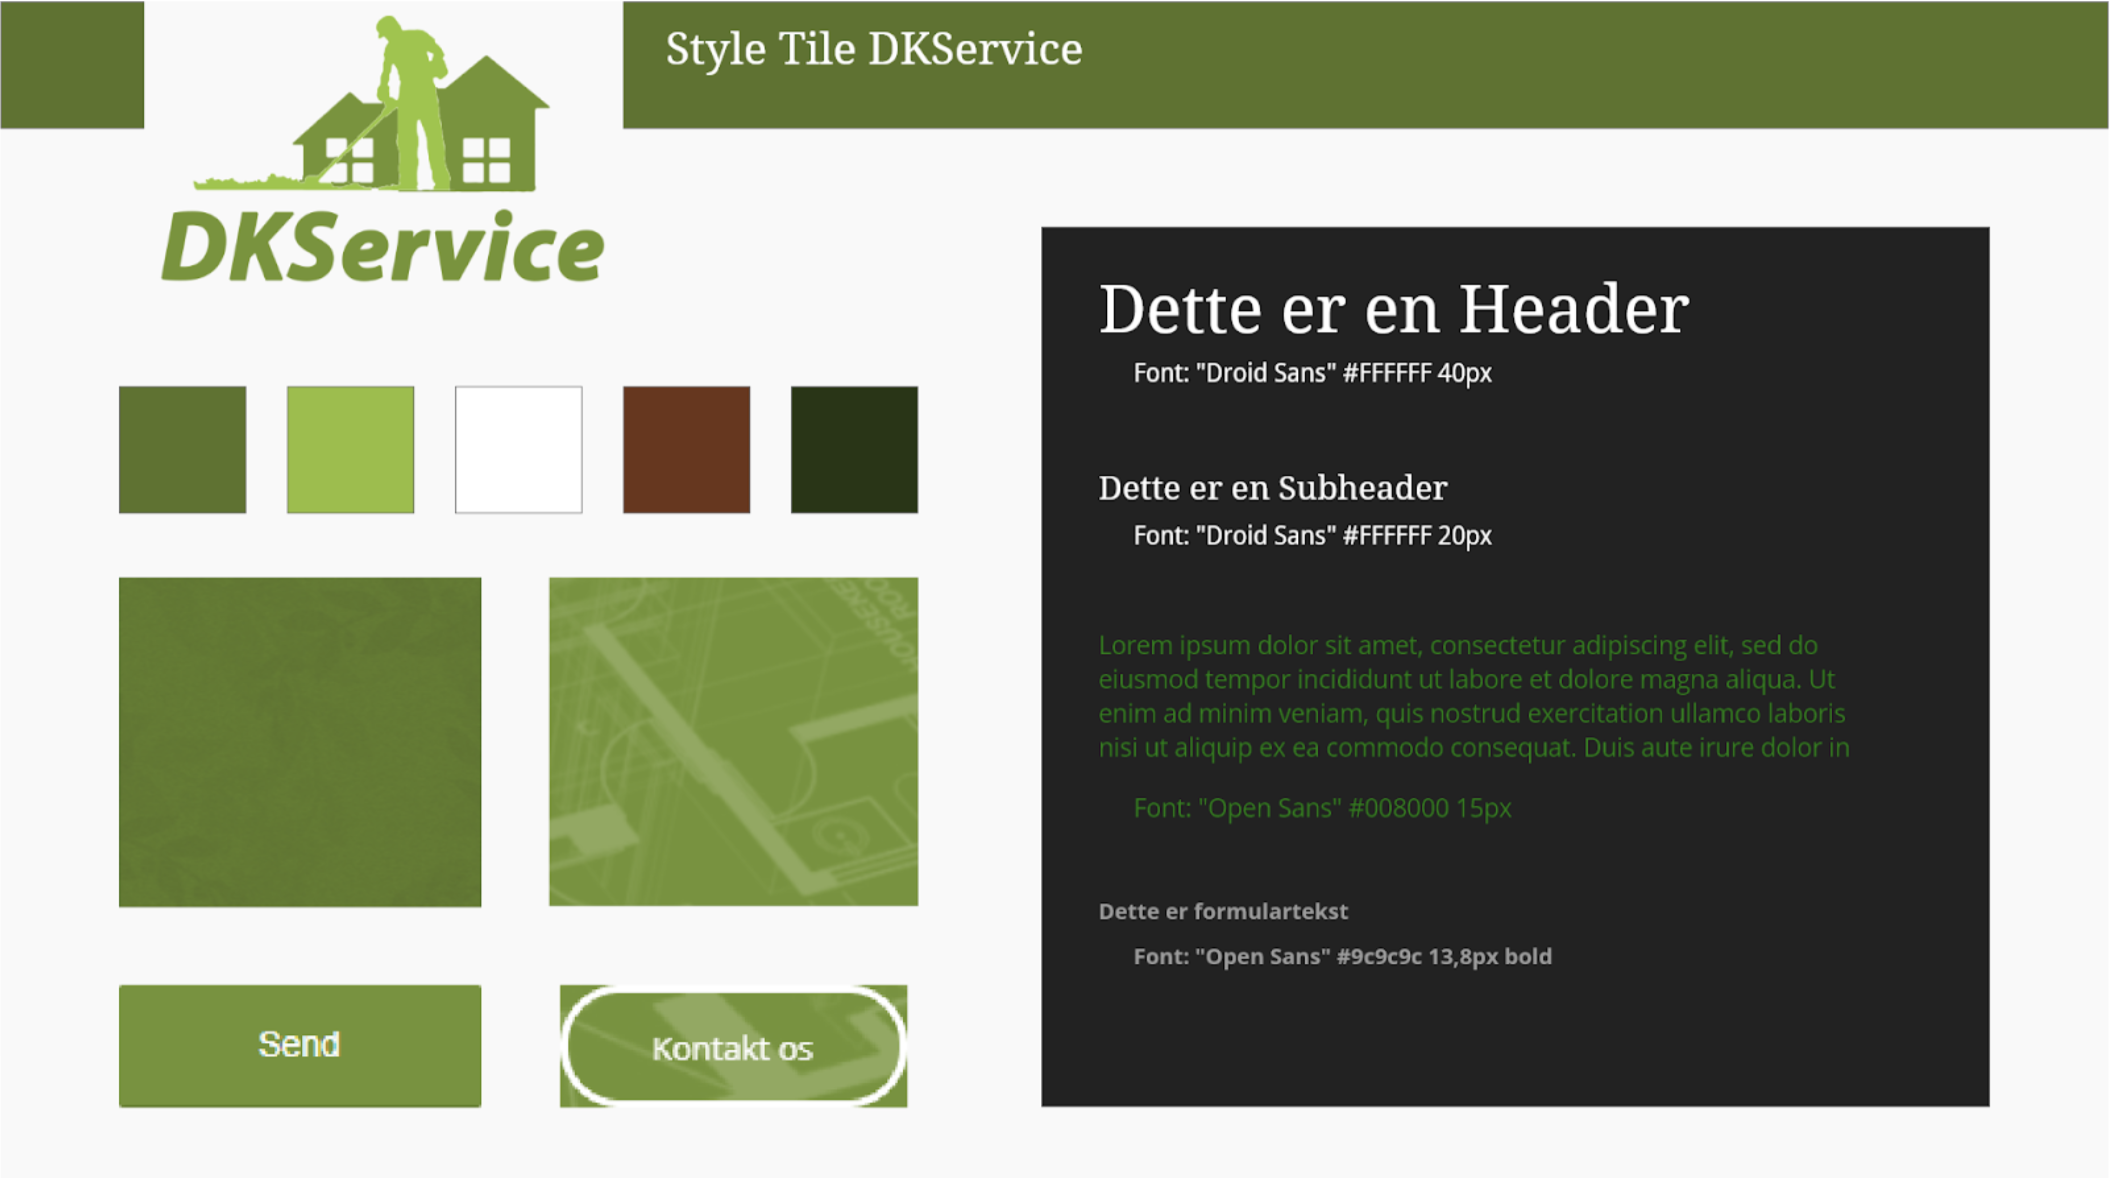 Style Tile DKService
DKService
Dette er en Header
Font: "Droid Sans" #FFFFFF 40px
Dette er en Subheader
Font: "Droid Sans" #FFFFFF 20px
Lorem ipsum dolor sit amet, consectetur adipiscing elit, sed do
eiusmod tempor incididunt ut labore et dolore magna aliqua. Ut
enim ad minim veniam, quis nostrud exercitation ullamco laboris
nisi ut aliquip ex ea commodo consequat. Duis aute irure dolor in
Font: "Open Sans" #008000 15px
Dette er formulartekst
Font: "Open Sans" #9c9c9c 13,8px bold
Send
Kontakt os